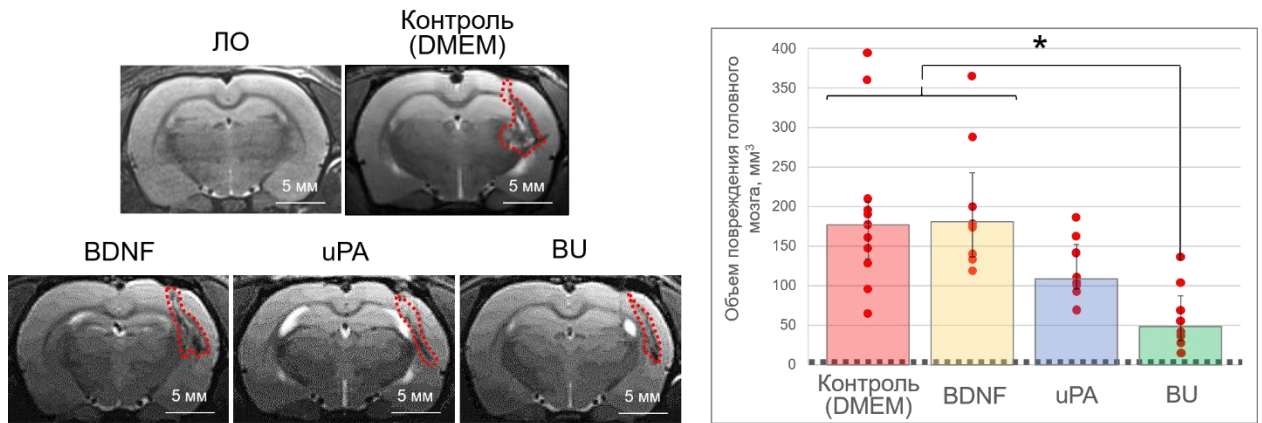 ЛО
Контроль
(DMEM)
5 мм
5 мм
BDNF
uPA
BU
5 мм
5 мм
5 мм
Объем повреждения головного
мозга, мм³
400
350
300
250
200
150
100
50
0
*
Контроль
(DMEM)
BDNF
uPA
BU